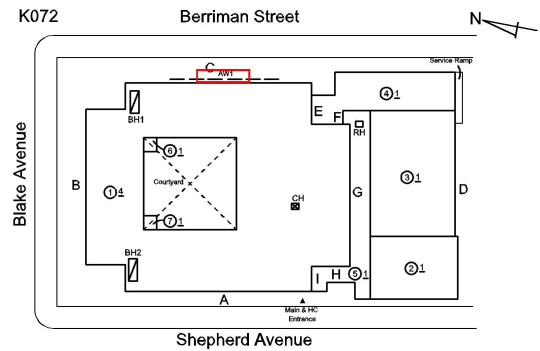 K072
Berriman Street
N
C
AW1
Service Ramp
4 1
E
F
BH1
RH
6 1
Blake Avenue
B
1 4
Courtyard
3 1
D
G
CH
7 1
BH2
I
H
5 1
2 1
A
Main & HC
Entrance
Shepherd Avenue